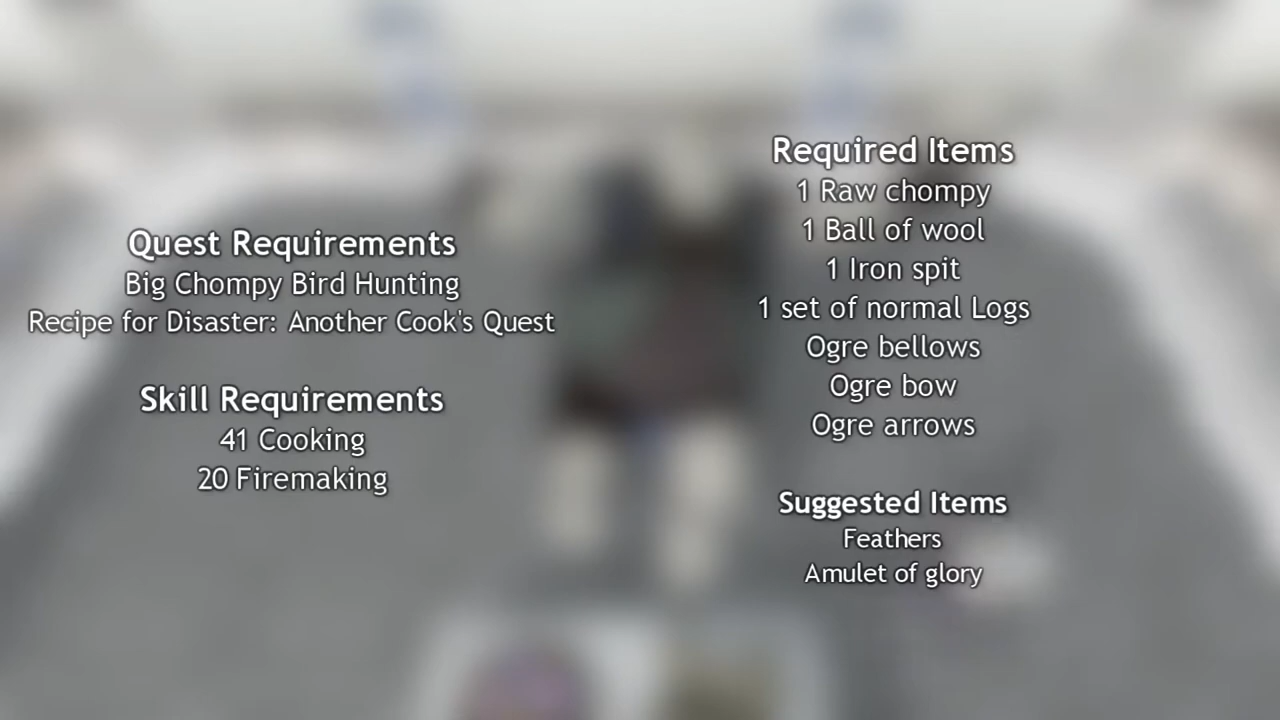 Quest Requirements
Big Chompy Bird Hunting
Recipe for Disaster: Another Cook's Quest
Skill Requirements
41 Cooking
20 Firemaking
Required Items
1 Raw chompy
1 Ball of wool
1 Iron spit
1 set of normal Logs
Ogre bellows
Ogre bow
Ogre arrows
Suggested Items
Feathers
Amulet of glory